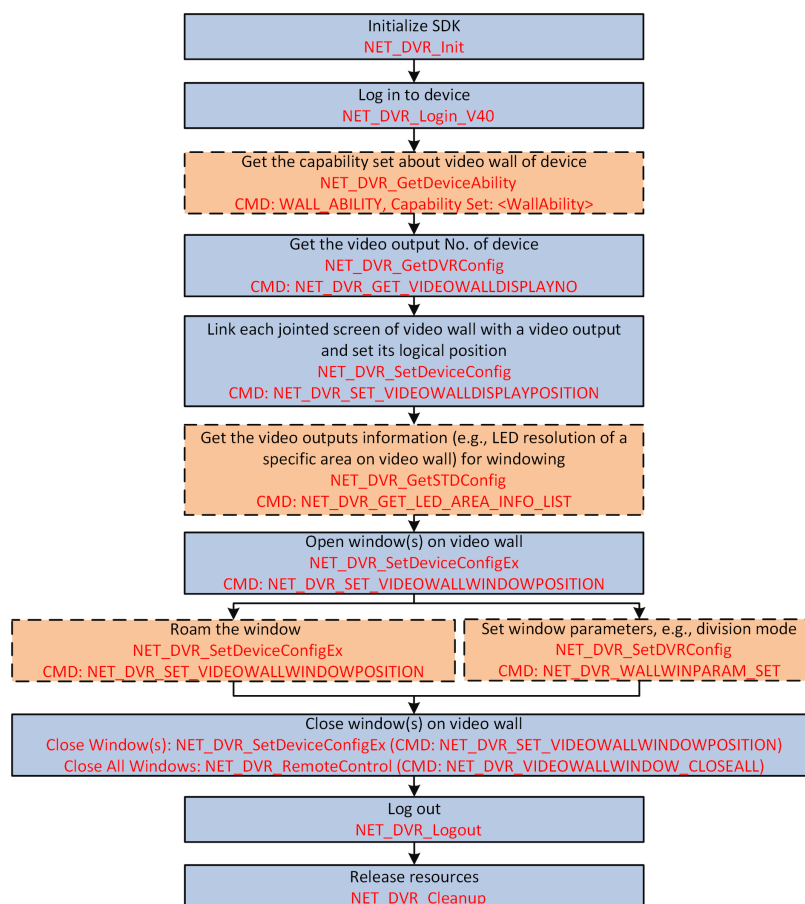 Initialize SDK
NET_DVR_Init
Log in to device
NET_DVR_Login_V40
Get the capability set about video wall of device
NET_DVR_GetDeviceAbility
CMD: WALL_ABILITY, Capability Set: <WallAbility>
Get the video output No. of device
NET_DVR_GetDVRConfig
CMD: NET_DVR_GET_VIDEOWALLDISPLAYNO
Link each jointed screen of video wall with a video output
and set its logical position
NET_DVR_SetDeviceConfig
CMD: NET_DVR_SET_VIDEOWALLDISPLAYPOSITION
Get the video outputs information (e.g., LED resolution of a
specific area on video wall) for windowing
NET_DVR_GetSTDConfig
CMD: NET_DVR_GET_LED_AREA_INFO_LIST
Open window(s) on video wall
NET_DVR_SetDeviceConfigEx
CMD: NET_DVR_SET_VIDEOWALLWINDOWPOSITION
Roam the window
NET_DVR_SetDeviceConfigEx
CMD: NET_DVR_SET_VIDEOWALLWINDOWPOSITION
Set window parameters, e.g., division mode
NET_DVR_SetDVRConfig
CMD: NET_DVR_WALLWINPARAM_SET
Close window(s) on video wall
Close Window(s): NET_DVR_SetDeviceConfigEx (CMD: NET_DVR_SET_VIDEOWALLWINDOWPOSITION)
Close All Windows: NET_DVR_RemoteControl (CMD: NET_DVR_VIDEOWALLWINDOW_CLOSEALL)
Log out
NET_DVR_Logout
Release resources
NET_DVR_Cleanup